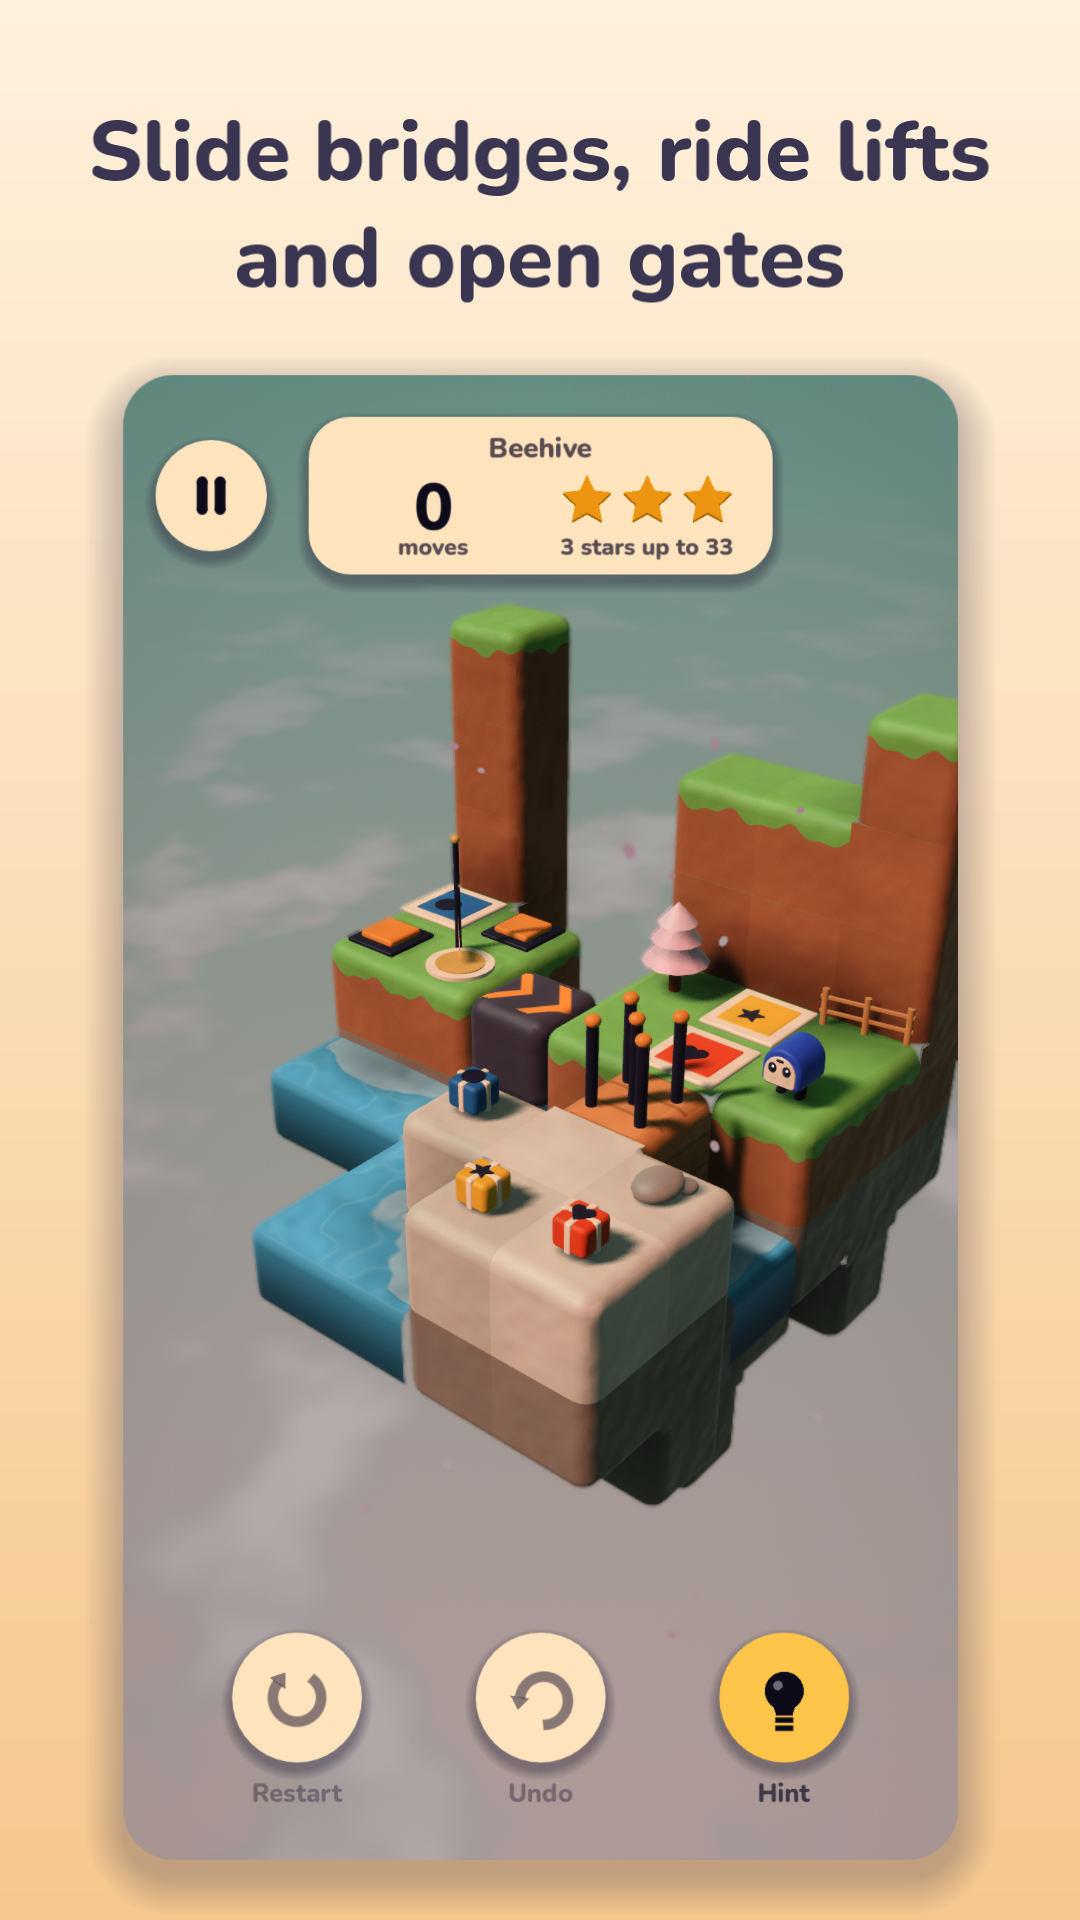 Slide bridges, ride lifts
and open gates
Beehive
0
moves
3 stars up to 33
Restart
Undo
Hint